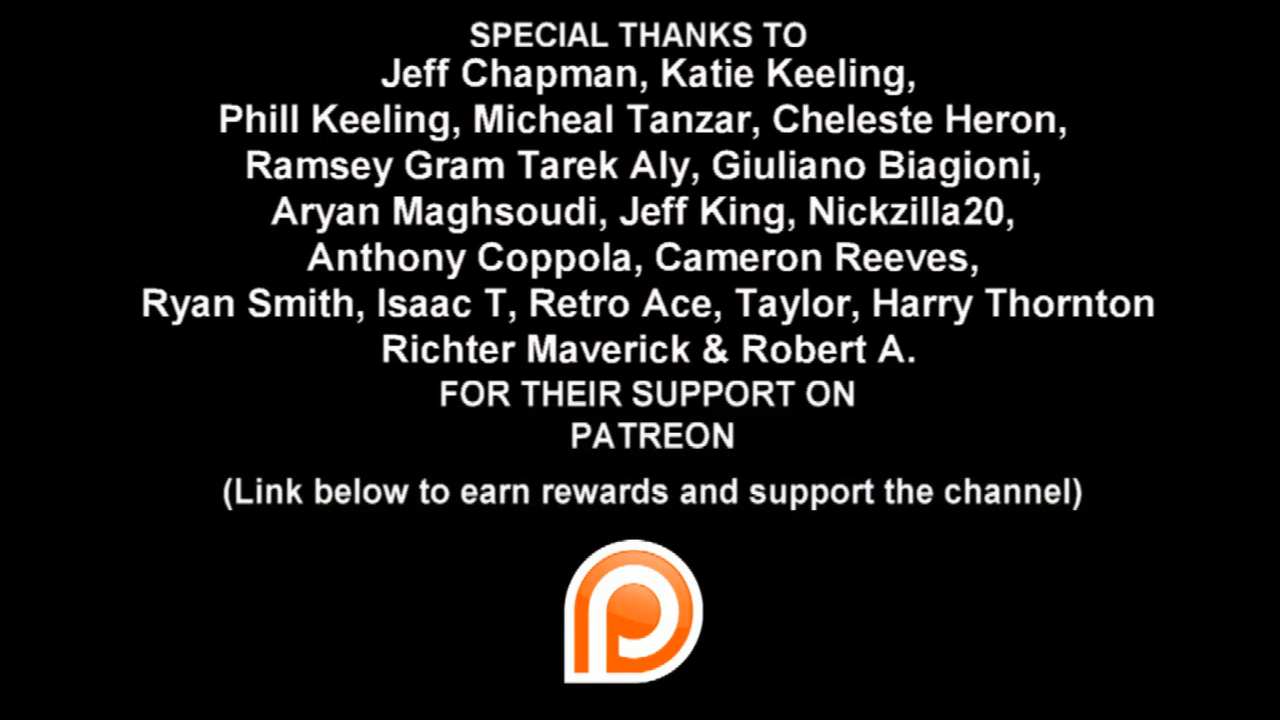 SPECIAL THANKS TO
Jeff Chapman, Katie Keeling,
Phill Keeling, Micheal Tanzar, Cheleste Heron,
Ramsey Gram Tarek Aly, Giuliano Biagioni,
Aryan Maghsoudi, Jeff King, Nickzilla20,
Anthony Coppola, Cameron Reeves,
Ryan Smith, Isaac T, Retro Ace, Taylor, Harry Thornton
Richter Maverick & Robert A.
FOR THEIR SUPPORT ON
PATREON
(Link below to earn rewards and support the channel)